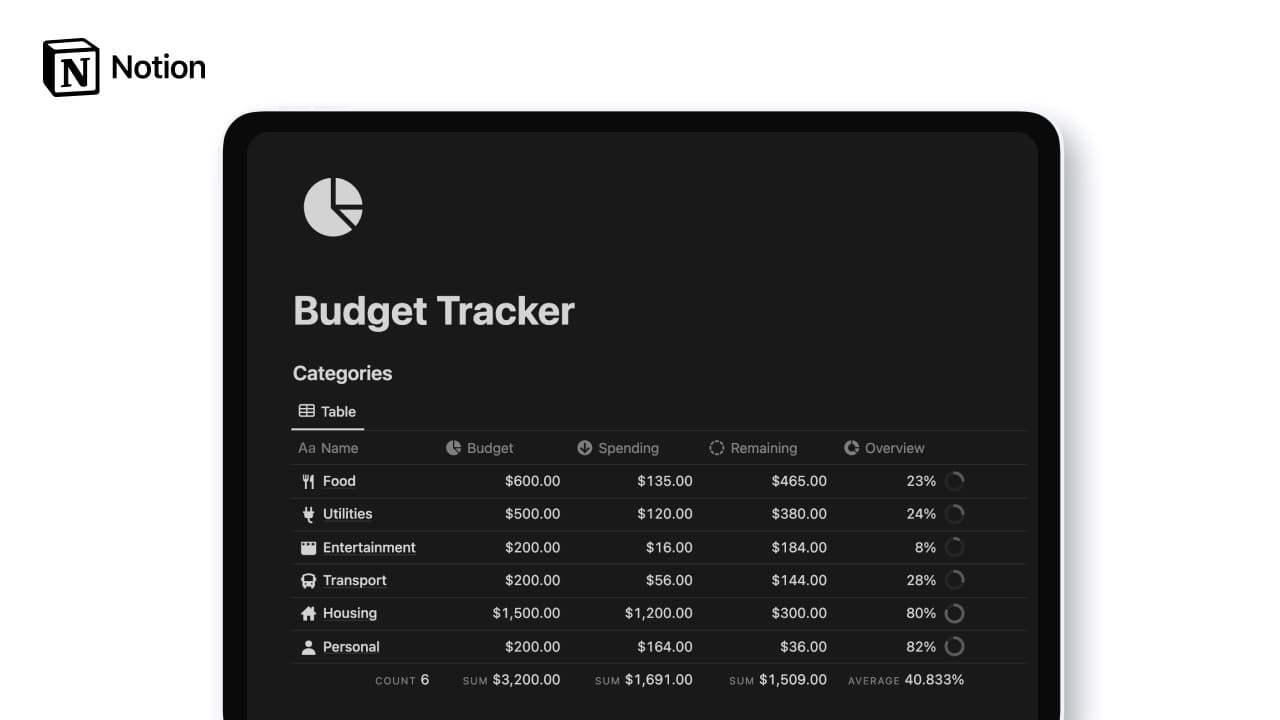 Notion
Budget Tracker
Categories
Table
Aa Name Budget Spending Remaining Overview
Food $600.00 $135.00 $465.00 23%
Utilities $500.00 $120.00 $380.00 24%
Entertainment $200.00 $16.00 $184.00 8%
Transport $200.00 $56.00 $144.00 28%
Housing $1,500.00 $1,200.00 $300.00 80%
Personal $200.00 $164.00 $36.00 82%
COUNT 6 SUM $3,200.00 SUM $1,691.00 SUM $1,509.00 AVERAGE 40.833%